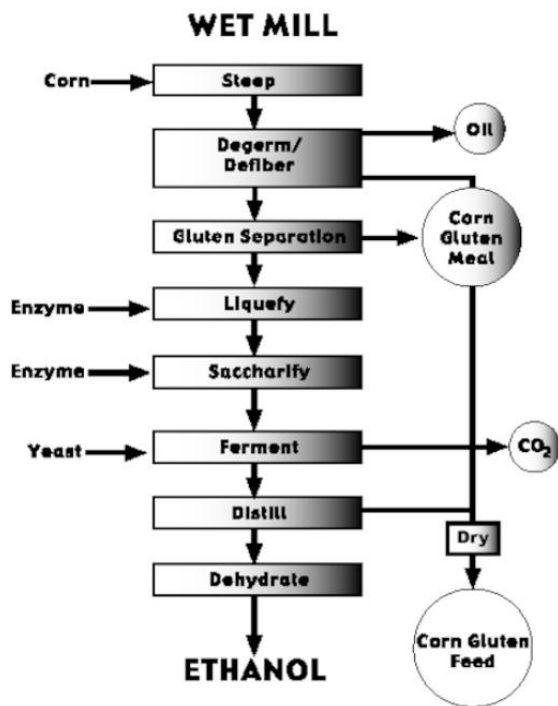 WET MILL
Corn
Steep
Degerm/
Defiber
Oil
Gluten Separation
Corn
Gluten
Meal
Enzyme
Liquefy
Enzyme
Saccharify
Yeast
Ferment
CO₂
Distill
Dry
Dehydrate
Corn Gluten
Feed
ETHANOL